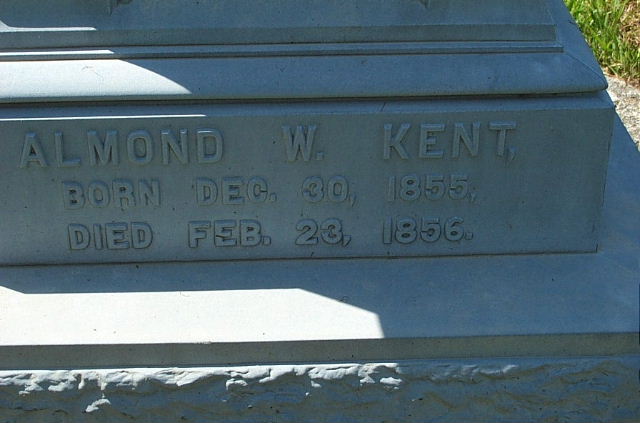 ALMOND W. KENT,
BORN DEC. 30, 1855,
DIED FEB. 23, 1856.